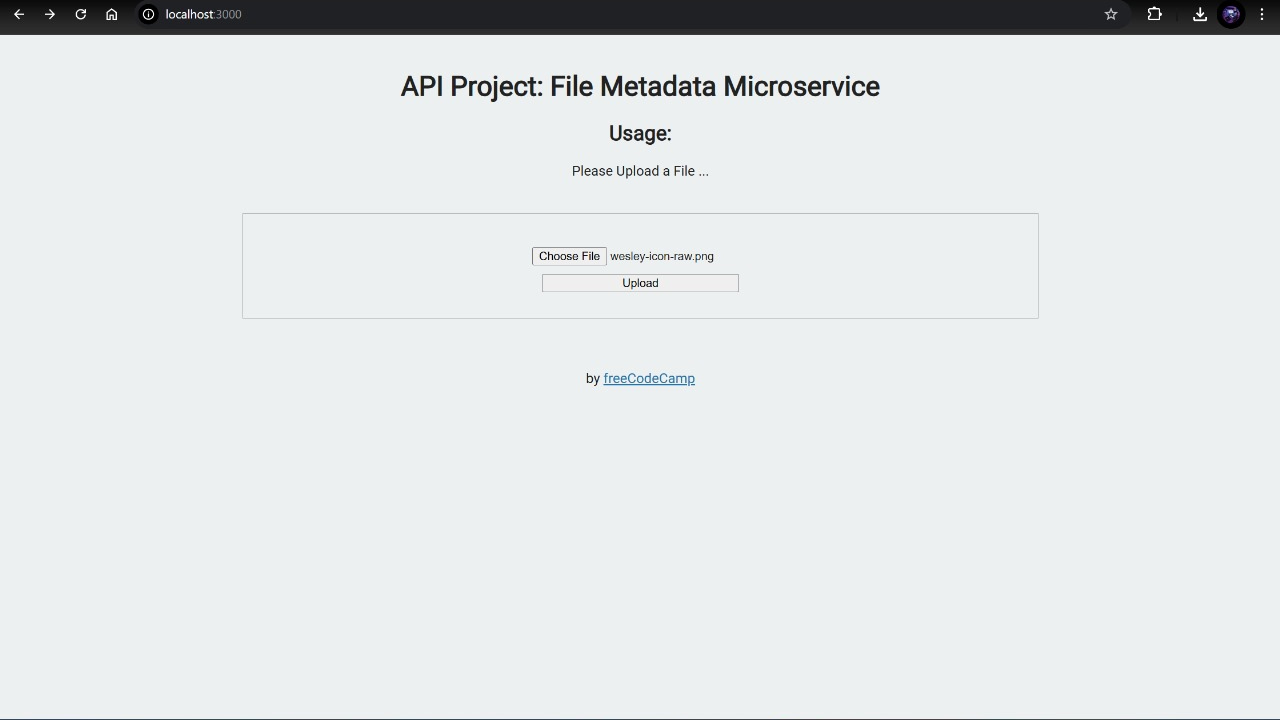 localhost:3000
API Project: File Metadata Microservice
Usage:
Please Upload a File ...
Choose File wesley-icon-raw.png
Upload
by freeCodeCamp